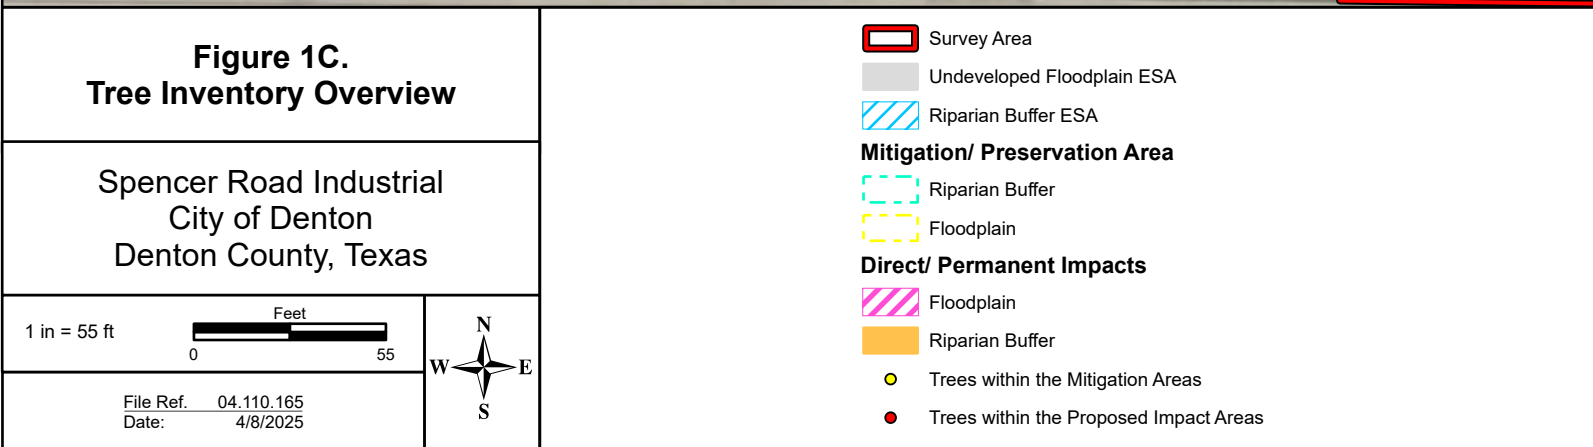 Figure 1C.
Tree Inventory Overview
Spencer Road Industrial
City of Denton
Denton County, Texas
1 in = 55 ft
Feet
0 55
N
W E
S
File Ref. 04.110.165
Date: 4/8/2025
Survey Area
Undeveloped Floodplain ESA
Riparian Buffer ESA
Mitigation/ Preservation Area
Riparian Buffer
Floodplain
Direct/ Permanent Impacts
Floodplain
Riparian Buffer
Trees within the Mitigation Areas
Trees within the Proposed Impact Areas